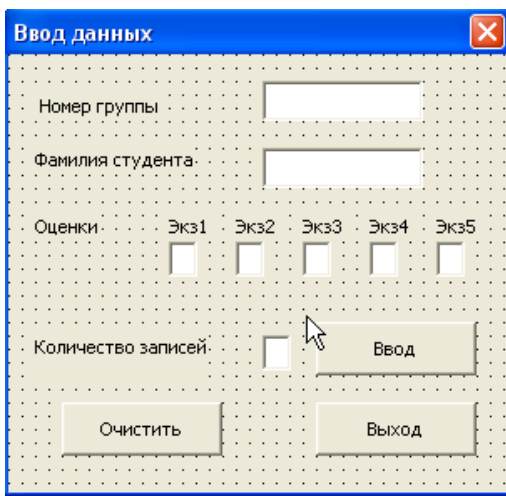 Ввод данных
Номер группы
Фамилия студента
Оценки Экз1 Экз2 Экз3 Экз4 Экз5
Количество записей Ввод
Очистить Выход